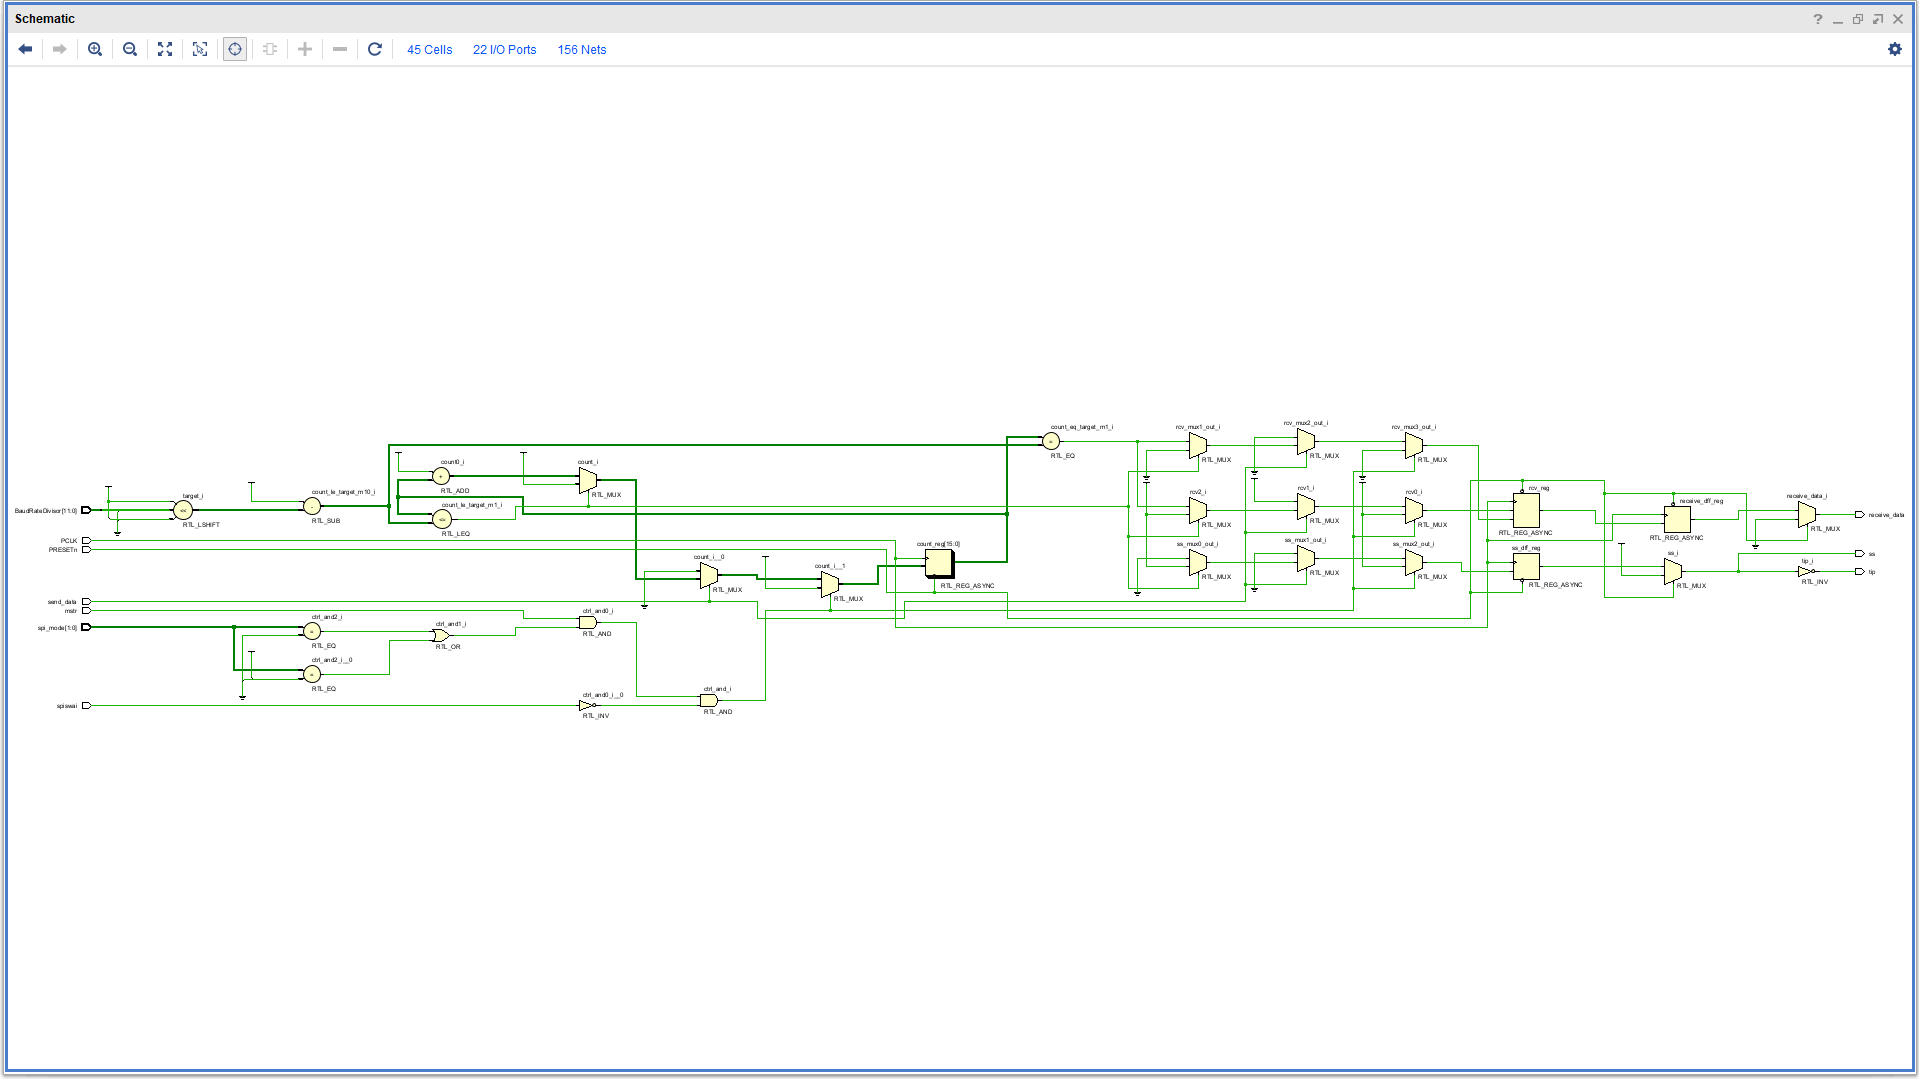 Schematic
45 Cells 22 I/O Ports 156 Nets
rcv_mux1_out_i
RTL_MUX
rcv_mux2_out_i
RTL_MUX
rcv_mux3_out_i
RTL_MUX
count_eq_target_m1_i
RTL_EQ
count0_i
RTL_ADD
count_i
RTL_MUX
target_i
RTL_LSHIFT
count_le_target_m10_i
RTL_SUB
count_le_target_m1_i
RTL_LEQ
rcv2_i
RTL_MUX
rcv1_i
RTL_MUX
rcv0_i
RTL_MUX
rcv_reg
RTL_REG_ASYNC
receive_dff_reg
RTL_REG_ASYNC
receive_data_i
RTL_MUX
BaudRateDivisor[11:0]
receive_data
PCLK
PRESETn
count_reg[15:0]
RTL_REG_ASYNC
ss_mux0_out_i
RTL_MUX
ss_mux1_out_i
RTL_MUX
ss_mux2_out_i
RTL_MUX
ss_dff_reg
RTL_REG_ASYNC
ss_i
RTL_MUX
ss
tip_i
RTL_INV
tip
count_i__0
RTL_MUX
count_i__1
RTL_MUX
send_data
mstr
spi_mode[1:0]
ctrl_and2_i
RTL_EQ
ctrl_and1_i
RTL_OR
ctrl_and0_i
RTL_AND
ctrl_and2_i__0
RTL_EQ
spiswai
ctrl_and0_i__0
RTL_INV
ctrl_and_i
RTL_AND